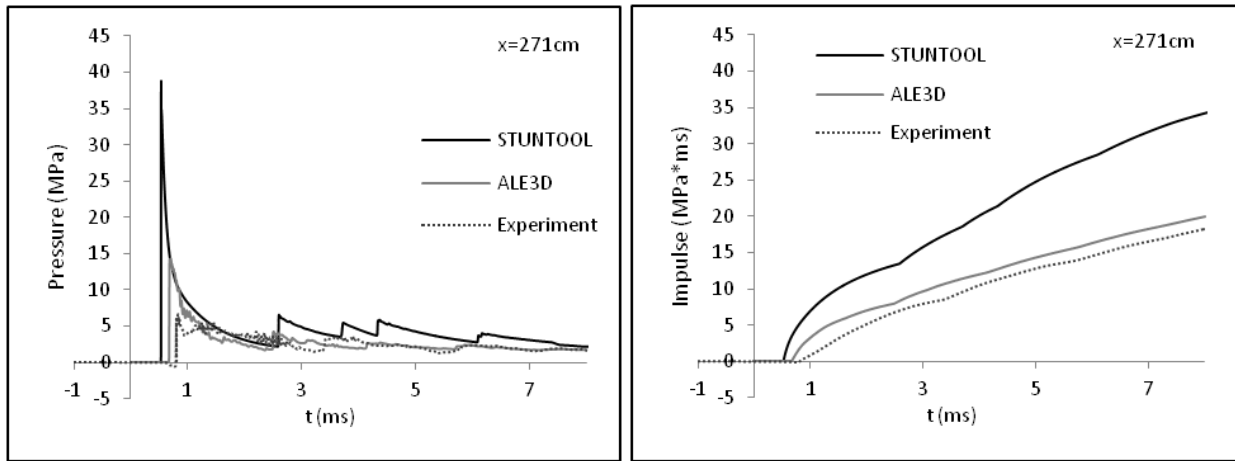 x=271cm
45
40
35
30
25
20
15
10
5
0
-5
Pressure (MPa)
STUNTOOL
ALE3D
Experiment
-1 1 3 5 7
t (ms)
x=271cm
45
40
35
30
25
20
15
10
5
0
-5
Impulse (MPa*ms)
STUNTOOL
ALE3D
Experiment
-1 1 3 5 7
t (ms)